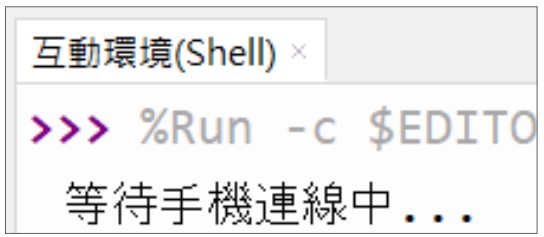 互動環境(Shell) ×
>>> %Run -c $EDITO
等待手機連線中...